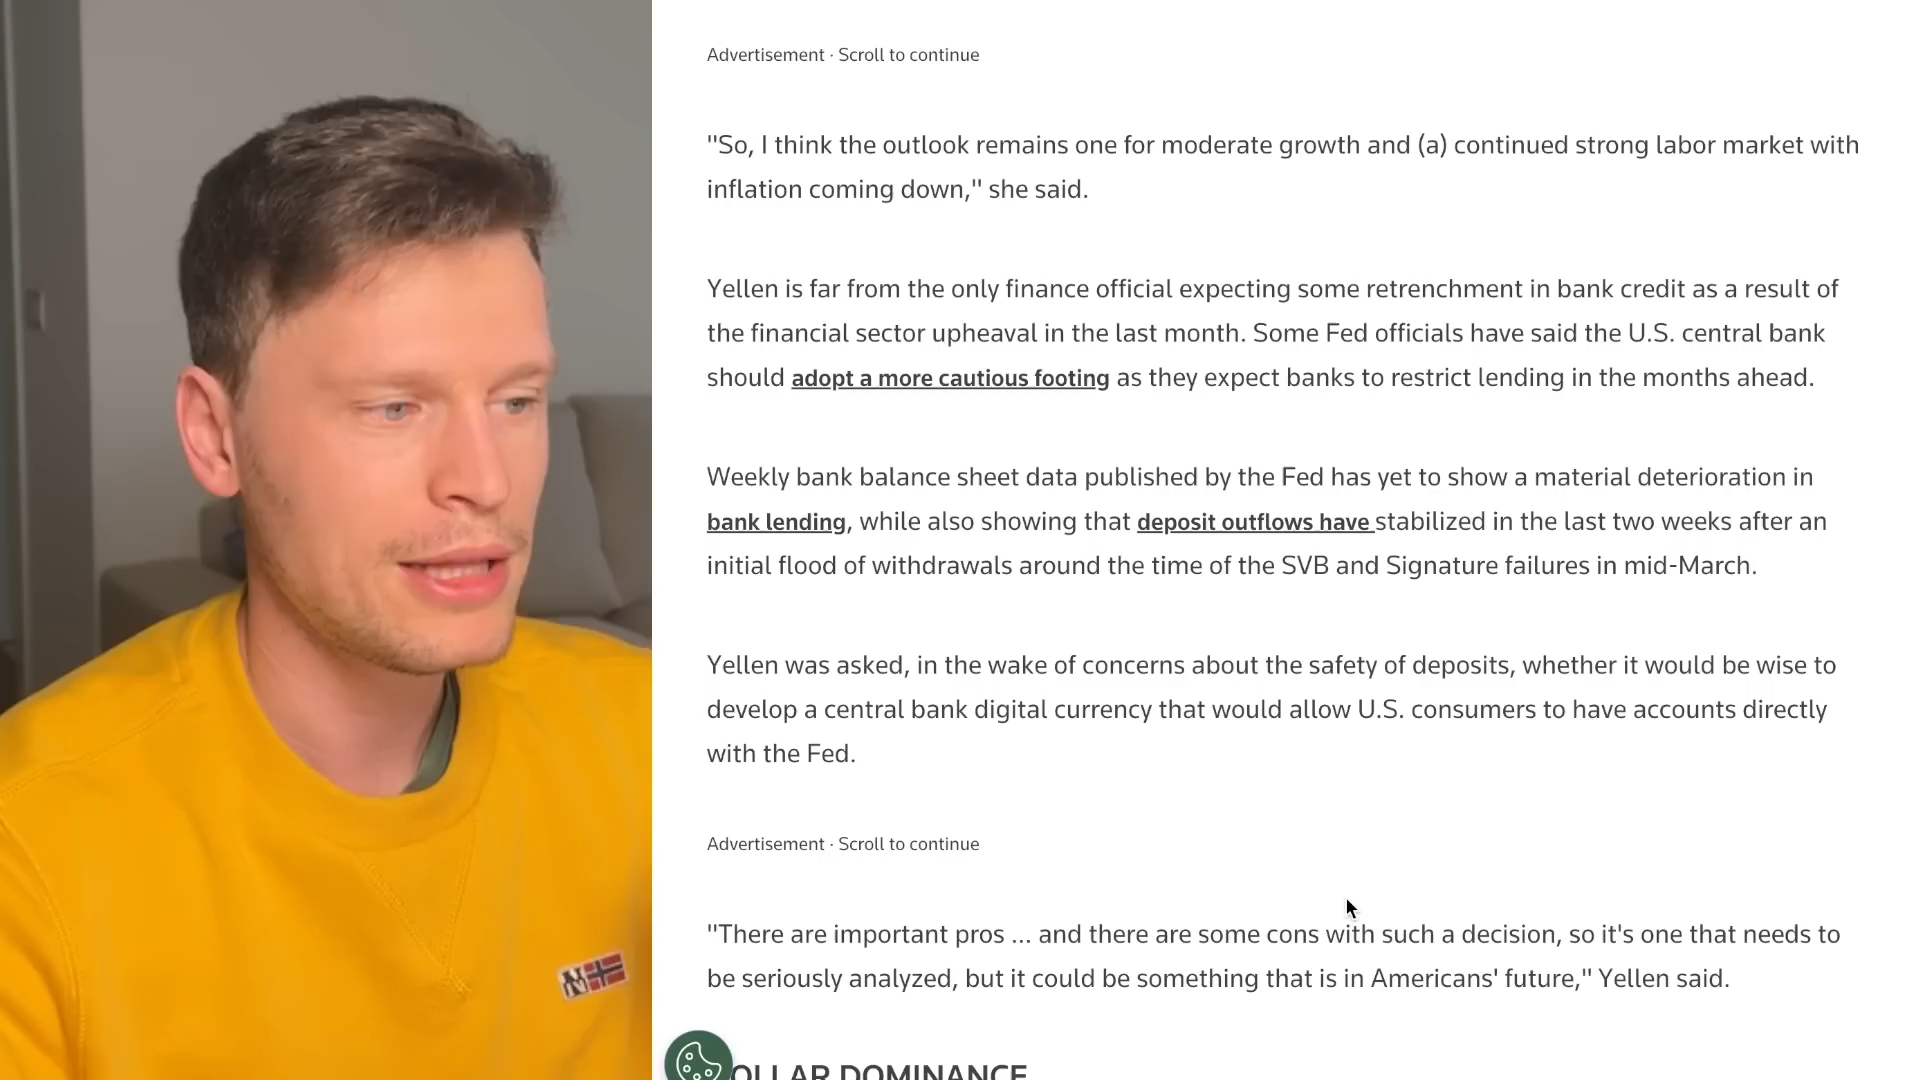 Advertisement · Scroll to continue
"So, I think the outlook remains one for moderate growth and (a) continued strong labor market with
inflation coming down," she said.
Yellen is far from the only finance official expecting some retrenchment in bank credit as a result of
the financial sector upheaval in the last month. Some Fed officials have said the U.S. central bank
should adopt a more cautious footing as they expect banks to restrict lending in the months ahead.
Weekly bank balance sheet data published by the Fed has yet to show a material deterioration in
bank lending, while also showing that deposit outflows have stabilized in the last two weeks after an
initial flood of withdrawals around the time of the SVB and Signature failures in mid-March.
Yellen was asked, in the wake of concerns about the safety of deposits, whether it would be wise to
develop a central bank digital currency that would allow U.S. consumers to have accounts directly
with the Fed.
Advertisement · Scroll to continue
"There are important pros ... and there are some cons with such a decision, so it's one that needs to
be seriously analyzed, but it could be something that is in Americans' future," Yellen said.
OLLAR DOMINANCE
N